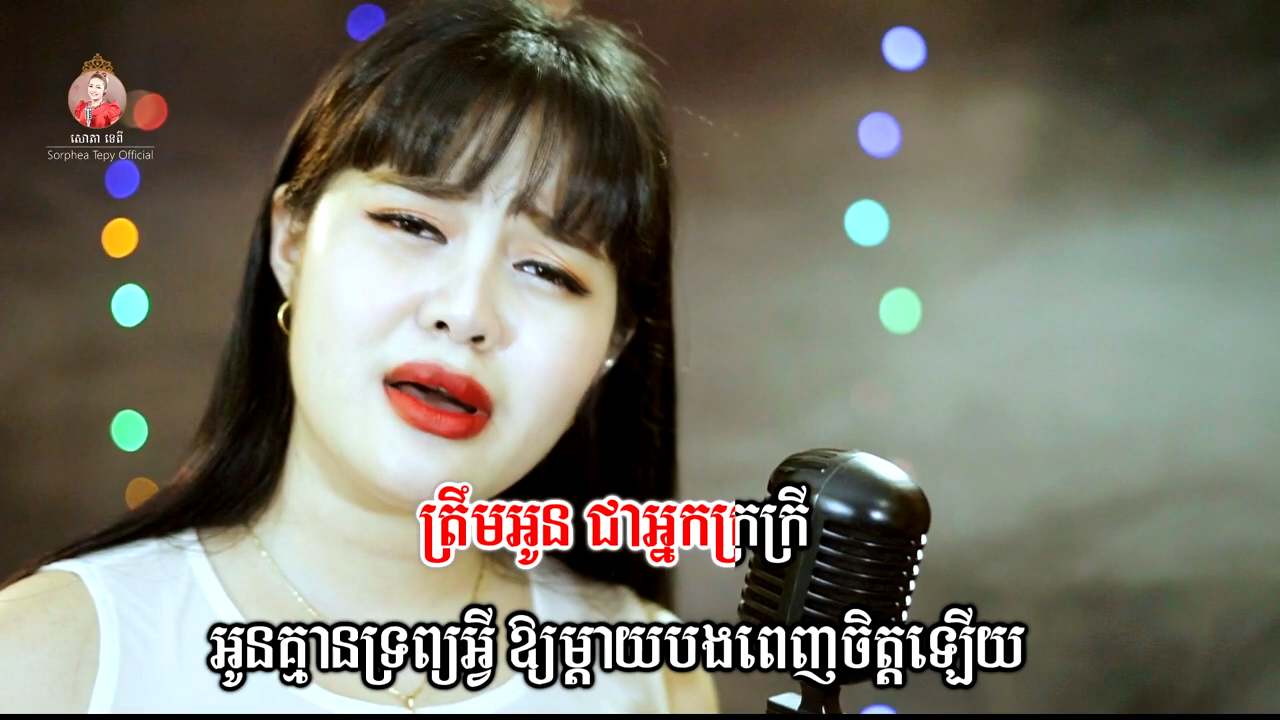 សោភា ទេពី
Sorphea Tepy Official
ត្រឹមអូន ជាអ្នកក្រក្រី
អូនគ្មានទ្រព្យអ្វី ឱ្យម្ដាយបងពេញចិត្តឡើយ